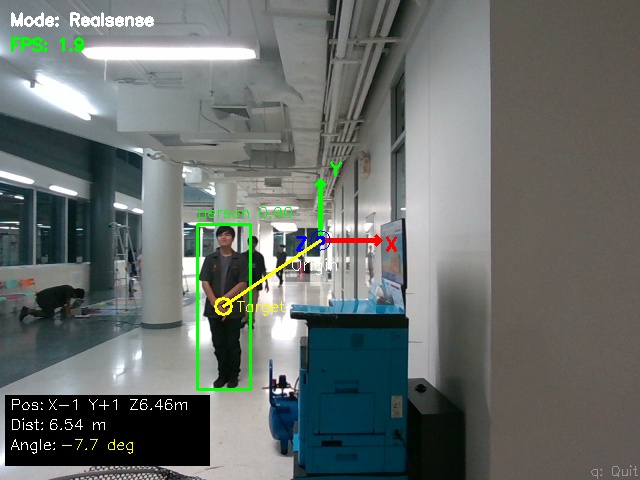 Mode: Realsense
FPS: 1.9
person 0.90
Y
Z
X
Origin
Target
Pos: X-1 Y+1 Z6.46m
Dist: 6.54 m
Angle: -7.7 deg
q: Quit